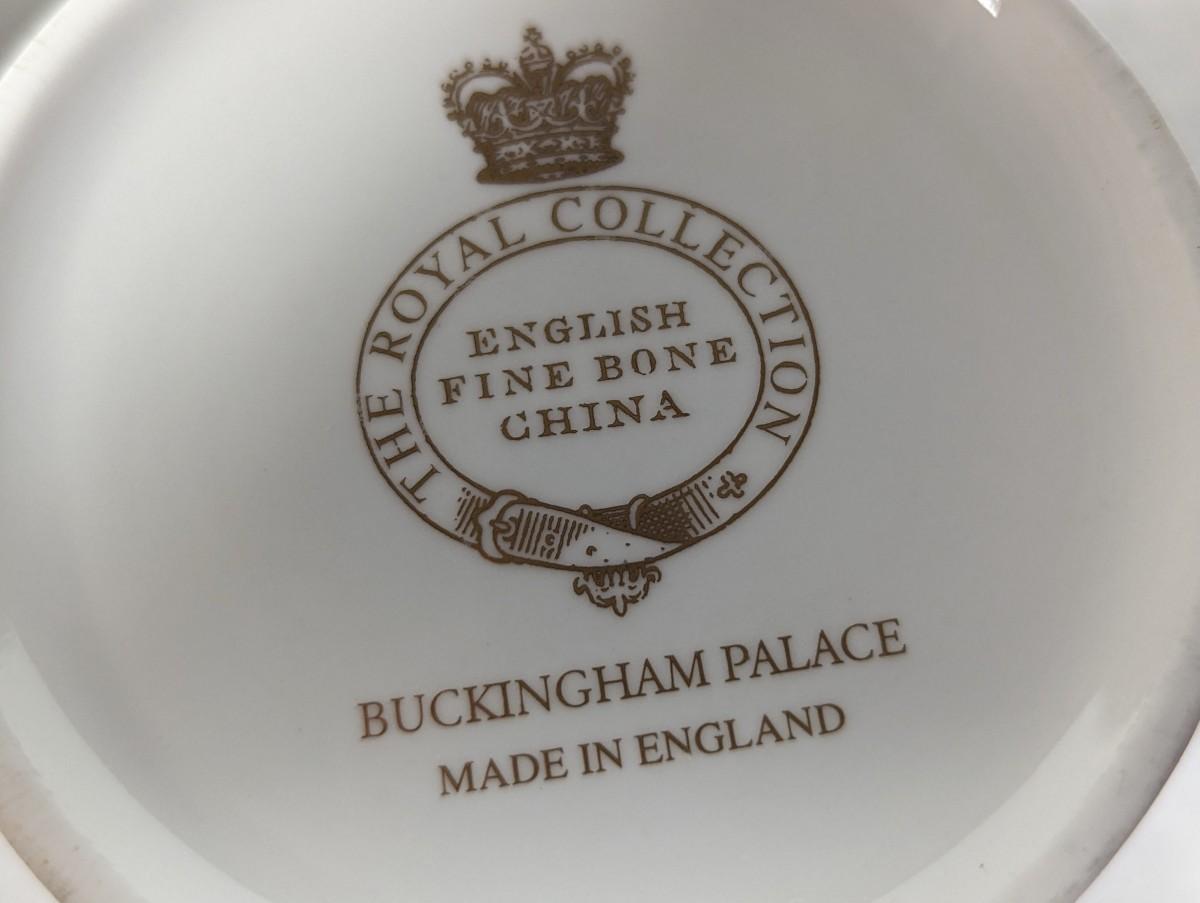 THE ROYAL COLLECTION
ENGLISH
FINE BONE
CHINA
BUCKINGHAM PALACE
MADE IN ENGLAND